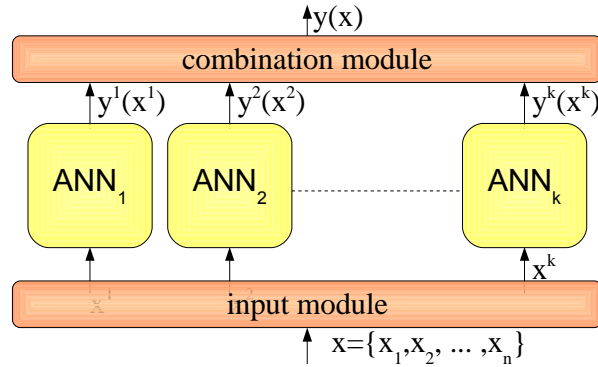 y(x)
combination module
y¹(x¹) y²(x²) yᵏ(xᵏ)
ANN₁ ANN₂ ANNₖ
xᵏ
input module
x={x₁,x₂, ... ,xₙ}